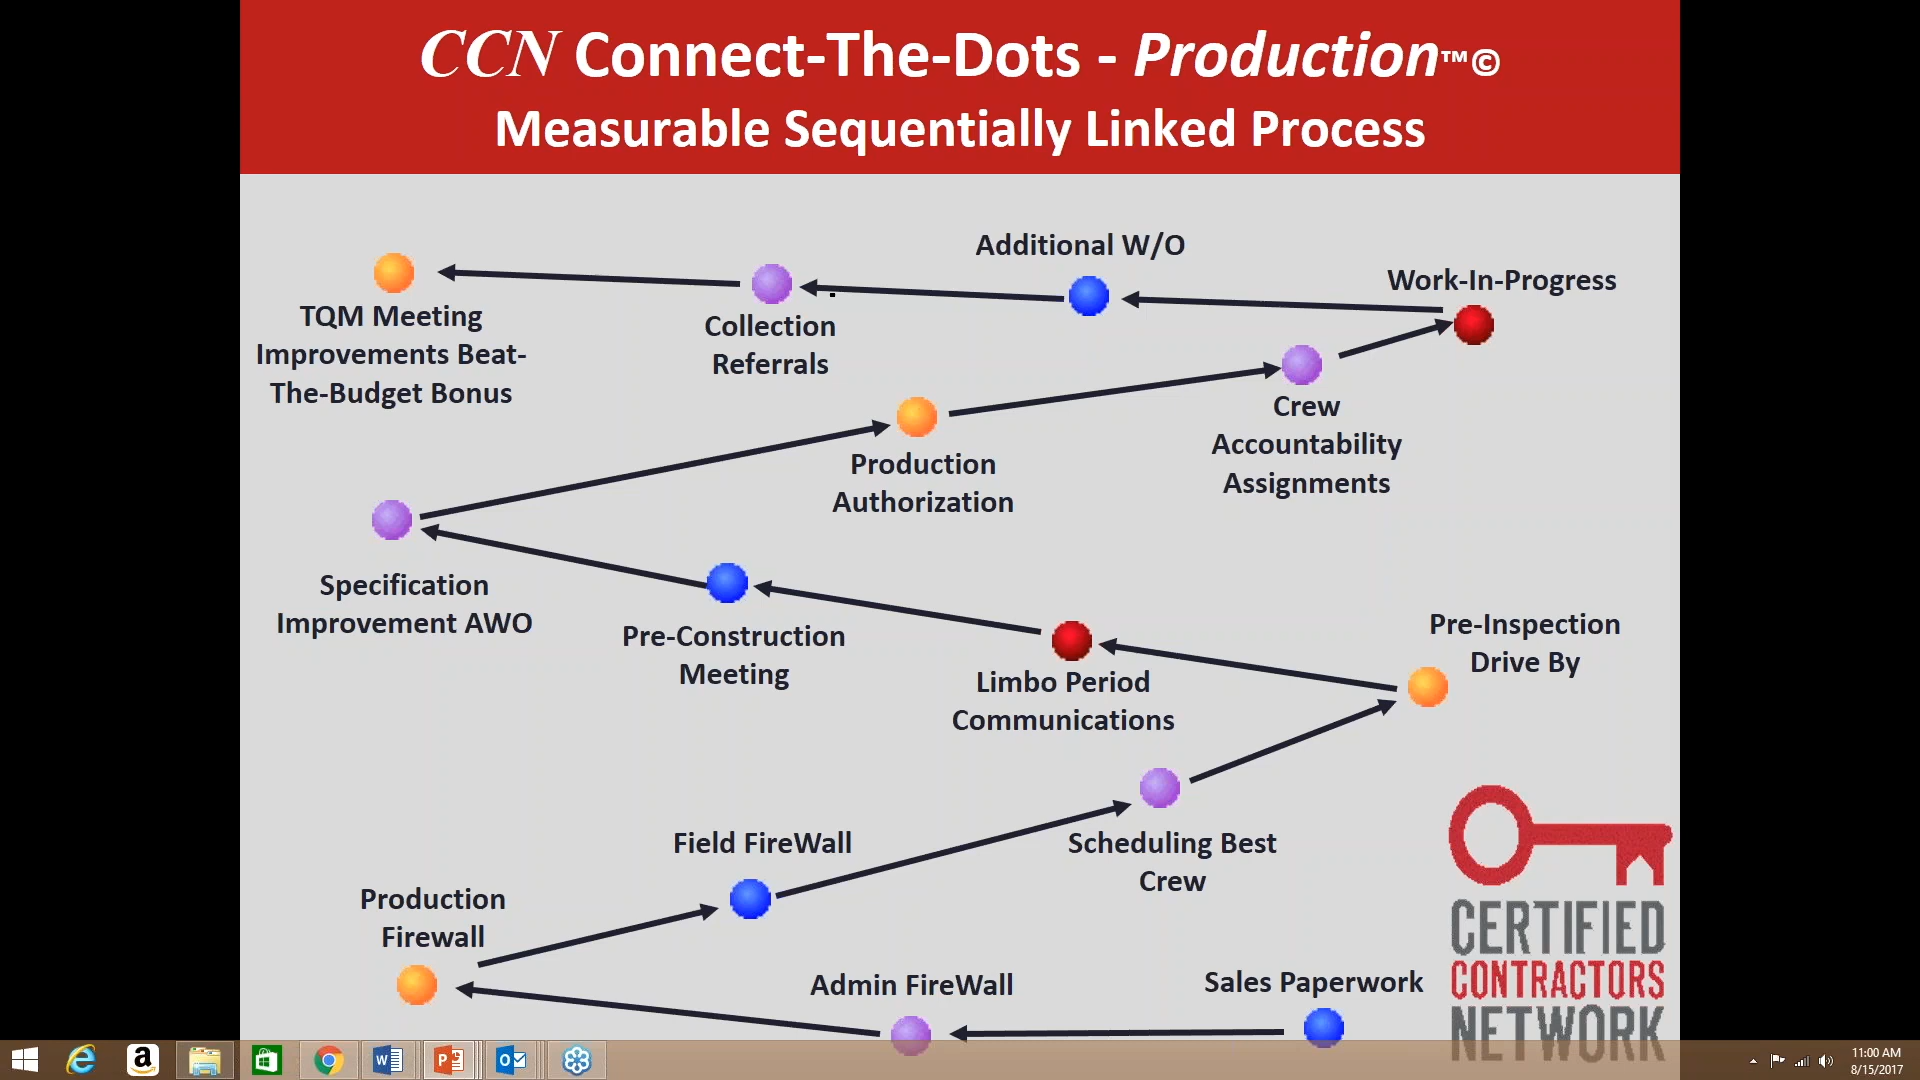 CCN Connect-The-Dots - Production™©
Measurable Sequentially Linked Process
Additional W/O
Work-In-Progress
TQM Meeting
Improvements Beat-
The-Budget Bonus
Collection
Referrals
Crew
Accountability
Assignments
Production
Authorization
Specification
Improvement AWO
Pre-Construction
Meeting
Limbo Period
Communications
Pre-Inspection
Drive By
Field FireWall
Scheduling Best
Crew
Production
Firewall
Admin FireWall
Sales Paperwork
CERTIFIED
CONTRACTORS
NETWORK
11:00 AM
8/15/2017